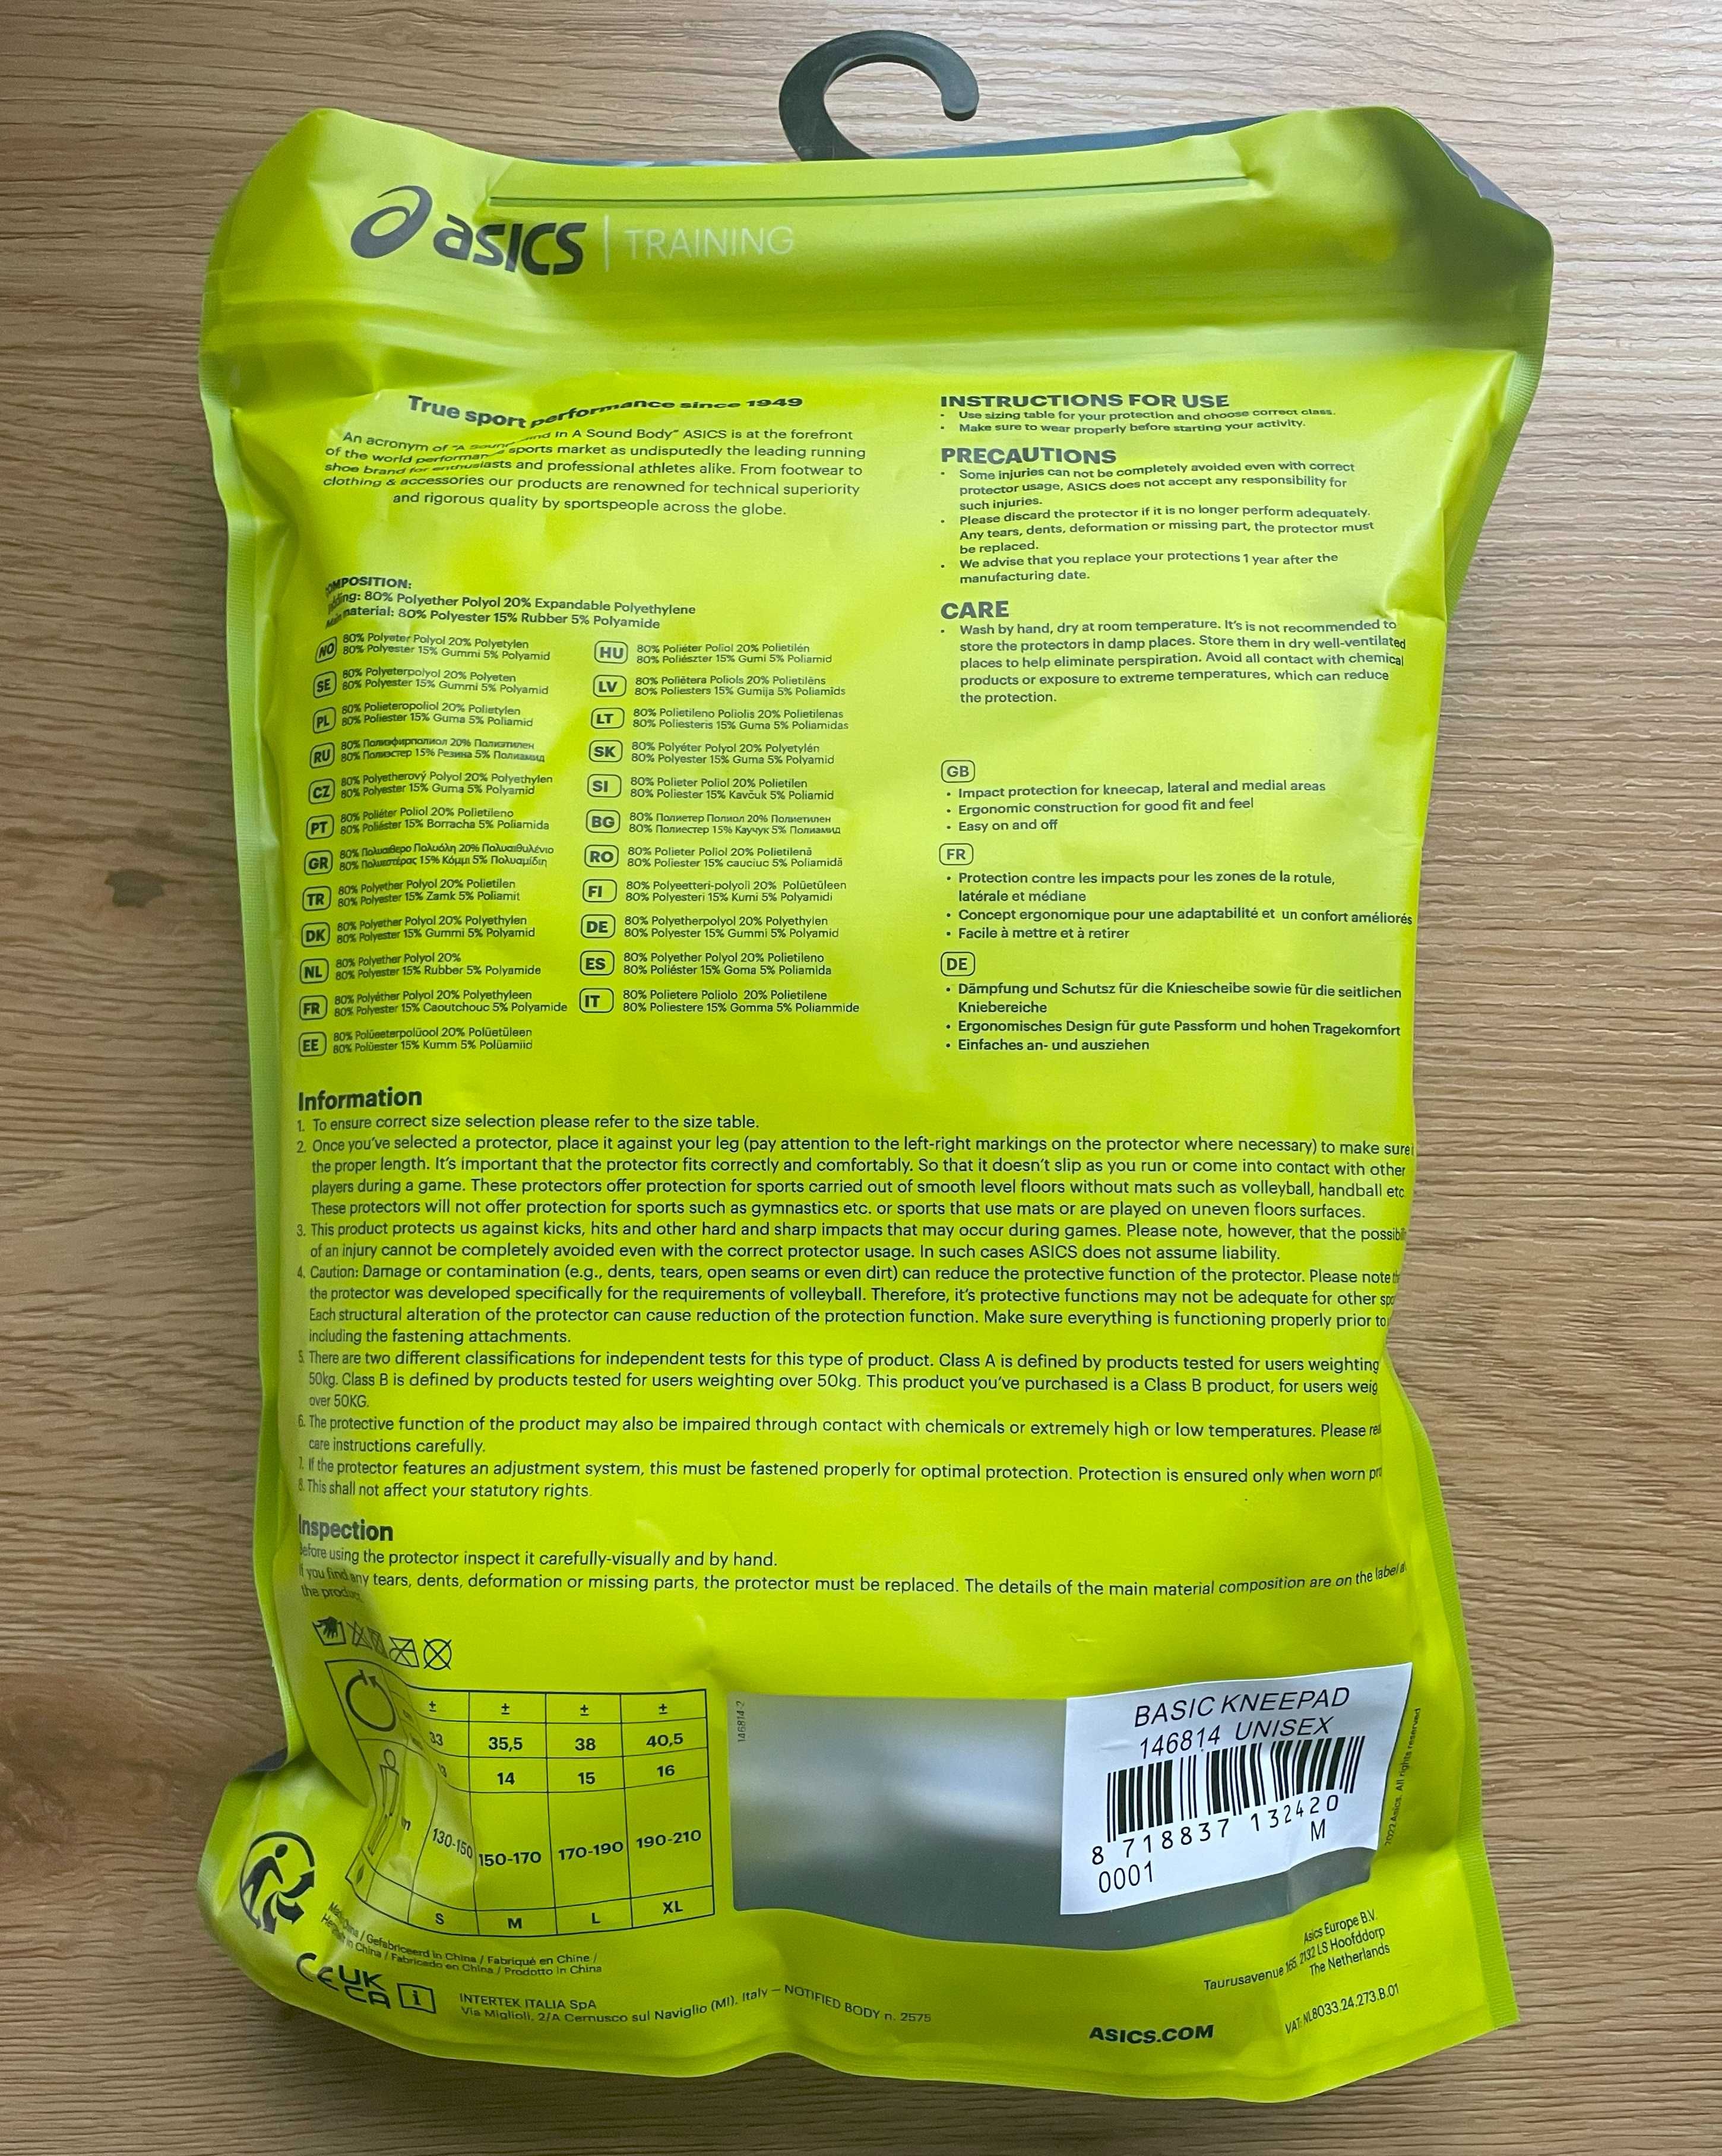 asics | TRAINING
True sport performance since 1949
An acronym of "A Sound in A Sound Body" ASICS is at the forefront
of the world sports market as undisputedly the leading running
shoe brand for enthusiasts and professional athletes alike. From footwear to
clothing & accessories our products are renowned for technical superiority
and rigorous quality by sportspeople across the globe.
INSTRUCTIONS FOR USE
• Use sizing table for your protection and choose correct class.
• Make sure to wear properly before starting your activity.
PRECAUTIONS
• Some injuries can not be completely avoided even with correct
protector usage, ASICS does not accept any responsibility for
such injuries.
• Please discard the protector if it is no longer perform adequately.
Any tears, dents, deformation or missing part, the protector must
be replaced.
• We advise that you replace your protections 1 year after the
manufacturing date.
CARE
• Wash by hand, dry at room temperature. It's is not recommended to
store the protectors in damp places. Store them in dry well-ventilated
places to help eliminate perspiration. Avoid all contact with chemical
products or exposure to extreme temperatures, which can reduce
the protection.
COMPOSITION:
80% Polyether Polyol 20% Expandable Polyethylene
material: 80% Polyester 15% Rubber 5% Polyamide
NO 80% Polyeter Polyol 20% Polyetylen
80% Polyester 15% Gummi 5% Polyamid
SE 80% Polyeterpolyol 20% Polyeten
80% Polyester 15% Gummi 5% Polyamid
PL 80% Polieteropoliol 20% Polietylen
80% Poliester 15% Guma 5% Poliamid
RU 80% Полиэфирполиол 20% Полиэтилен
80% Полиэстер 15% Резина 5% Полиамид
CZ 80% Polyetherový Polyol 20% Polyethylen
80% Polyester 15% Guma 5% Polyamid
PT 80% Poliéter Poliol 20% Polietileno
80% Poliéster 15% Borracha 5% Poliamida
GR 80% Πολυαιθερο Πολυόλη 20% Πολυαιθυλένιο
80% Πολυεστέρας 15% Κόμμι 5% Πολυαμίδη
TR 80% Polyether Polyol 20% Polietilen
80% Polyester 15% Zamk 5% Poliamit
DK 80% Polyether Polyol 20% Polyethylen
80% Polyester 15% Gummi 5% Polyamid
NL 80% Polyether Polyol 20%
80% Polyester 15% Rubber 5% Polyamide
FR 80% Polyéther Polyol 20% Polyethyleen
80% Polyester 15% Caoutchouc 5% Polyamide
EE 80% Polüeeterpolüool 20% Polüetüleen
80% Polüester 15% Kumm 5% Polüamiid
HU 80% Poliéter Poliol 20% Polietilén
80% Poliészter 15% Gumi 5% Poliamid
LV 80% Poliètera Poliols 20% Polietilèns
80% Poliesters 15% Gumija 5% Poliamids
LT 80% Polietileno Poliolis 20% Polietilenas
80% Poliesteris 15% Guma 5% Poliamidas
SK 80% Polyéter Polyol 20% Polyetylén
80% Polyester 15% Guma 5% Polyamid
SI 80% Polieter Poliol 20% Polietilen
80% Poliester 15% Kavčuk 5% Poliamid
BG 80% Полиетер Полиол 20% Полиетилен
80% Полиестер 15% Каучук 5% Полиамид
RO 80% Polieter Poliol 20% Polietilenă
80% Poliester 15% cauciuc 5% Poliamidă
FI 80% Polyeetteri-polyoli 20% Polüetüleen
80% Polyesteri 15% Kumi 5% Polyamidi
DE 80% Polyetherpolyol 20% Polyethylen
80% Polyester 15% Gummi 5% Polyamid
ES 80% Polyether Polyol 20% Polietileno
80% Poliéster 15% Goma 5% Poliamida
IT 80% Polietere Poliolo 20% Polietilene
80% Poliestere 15% Gomma 5% Poliammide
GB
• Impact protection for kneecap, lateral and medial areas
• Ergonomic construction for good fit and feel
• Easy on and off
FR
• Protection contre les impacts pour les zones de la rotule,
latérale et médiane
• Concept ergonomique pour une adaptabilité et un confort améliorés
• Facile à mettre et à retirer
DE
• Dämpfung und Schutsz für die Kniescheibe sowie für die seitlichen
Kniebereiche
• Ergonomisches Design für gute Passform und hohen Tragekomfort
• Einfaches an- und ausziehen
Information
1. To ensure correct size selection please refer to the size table.
2. Once you've selected a protector, place it against your leg (pay attention to the left-right markings on the protector where necessary) to make sure
the proper length. It's important that the protector fits correctly and comfortably. So that it doesn't slip as you run or come into contact with other
players during a game. These protectors offer protection for sports carried out of smooth level floors without mats such as volleyball, handball etc.
These protectors will not offer protection for sports such as gymnastics etc. or sports that use mats or are played on uneven floors surfaces.
3. This product protects us against kicks, hits and other hard and sharp impacts that may occur during games. Please note, however, that the
of an injury cannot be completely avoided even with the correct protector usage. In such cases ASICS does not assume liability.
4. Caution: Damage or contamination (e.g., dents, tears, open seams or even dirt) can reduce the protective function of the protector. Please note
the protector was developed specifically for the requirements of volleyball. Therefore, it's protective functions may not be adequate for other
Each structural alteration of the protector can cause reduction of the protection function. Make sure everything is functioning properly prior to
including the fastening attachments.
5. There are two different classifications for independent tests for this type of product. Class A is defined by products tested for users weighting
50kg. Class B is defined by products tested for users weighting over 50kg. This product you've purchased is a Class B product, for users
over 50KG.
6. The protective function of the product may also be impaired through contact with chemicals or extremely high or low temperatures. Please
care instructions carefully.
7. If the protector features an adjustment system, this must be fastened properly for optimal protection. Protection is ensured only when worn
8. This shall not affect your statutory rights.
Inspection
Before using the protector inspect it carefully-visually and by hand.
If you find any tears, dents, deformation or missing parts, the protector must be replaced. The details of the main material composition are on the label
the product
± ± ± ±
33 35,5 38 40,5
13 14 15 16
130-150 150-170 170-190 190-210
S M L XL
146814-2
BASIC KNEEPAD
146814 UNISEX
8 718837 132420
M
0001
2022 Asics. All rights reserved
Made in China / Gefabriceerd in China / Fabriqué en Chine /
Hergestellt in China / Fabricado en China / Prodotto in China
CE UK CA i
INTERTEK ITALIA SpA
Via Miglioli, 2/A Cernusco sul Naviglio (MI), Italy – NOTIFIED BODY n. 2575
Asics Europe B.V.
Taurusavenue 165, 2132 LS Hoofddorp
The Netherlands
ASICS.COM
VAT: NL8033.24.273.B.01